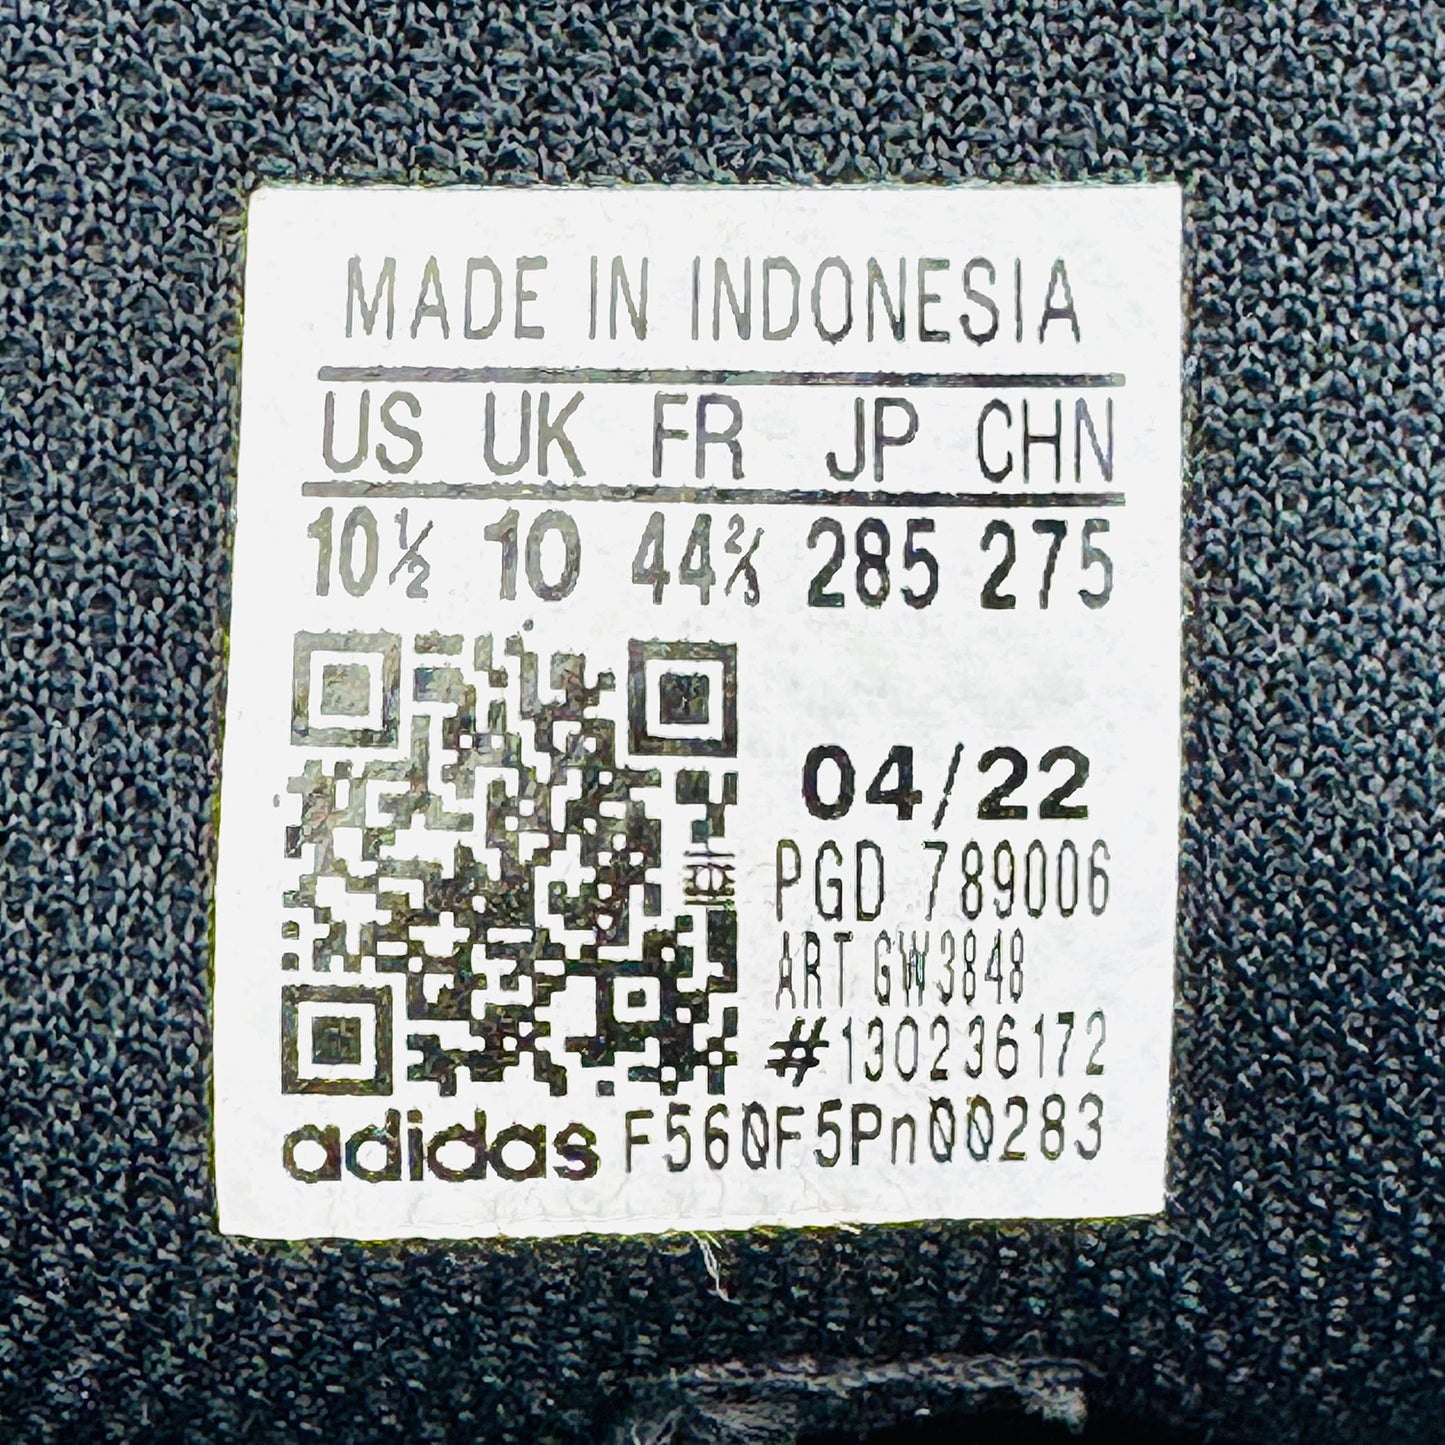 MADE IN INDONESIA
US UK FR JP CHN
10½ 10 44⅔ 285 275
04/22
PGD 789006
ART GW3848
#130236172
adidas F560F5Pn00283